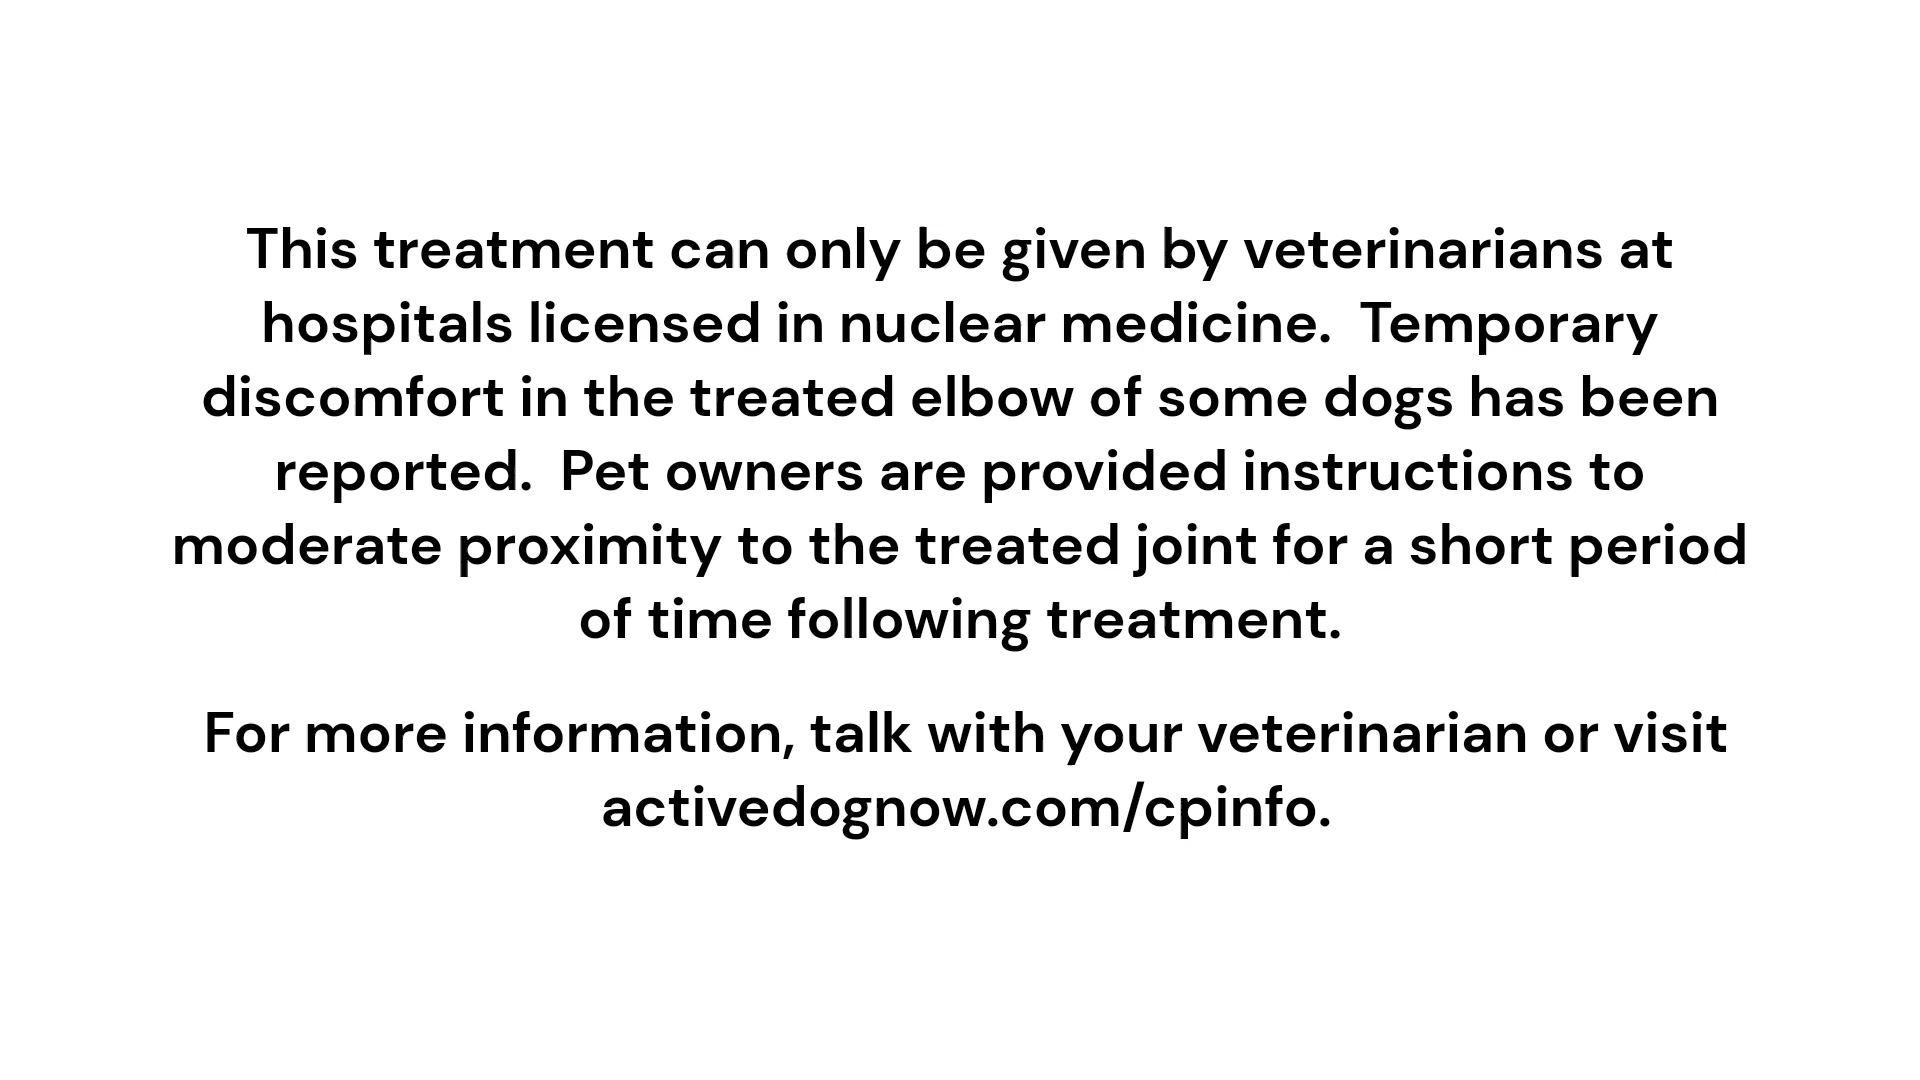 This treatment can only be given by veterinarians at
hospitals licensed in nuclear medicine.  Temporary
discomfort in the treated elbow of some dogs has been
reported.  Pet owners are provided instructions to
moderate proximity to the treated joint for a short period
of time following treatment.
For more information, talk with your veterinarian or visit
activedognow.com/cpinfo.